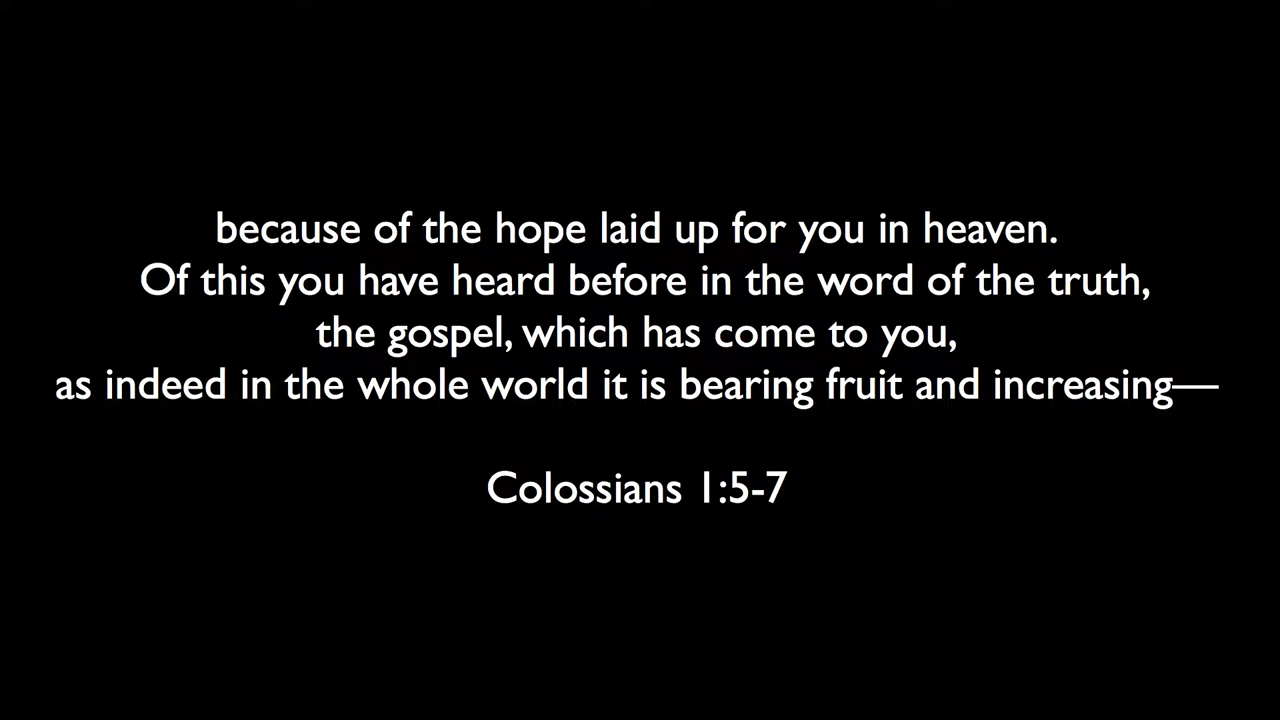 because of the hope laid up for you in heaven.
Of this you have heard before in the word of the truth,
the gospel, which has come to you,
as indeed in the whole world it is bearing fruit and increasing—
Colossians 1:5-7